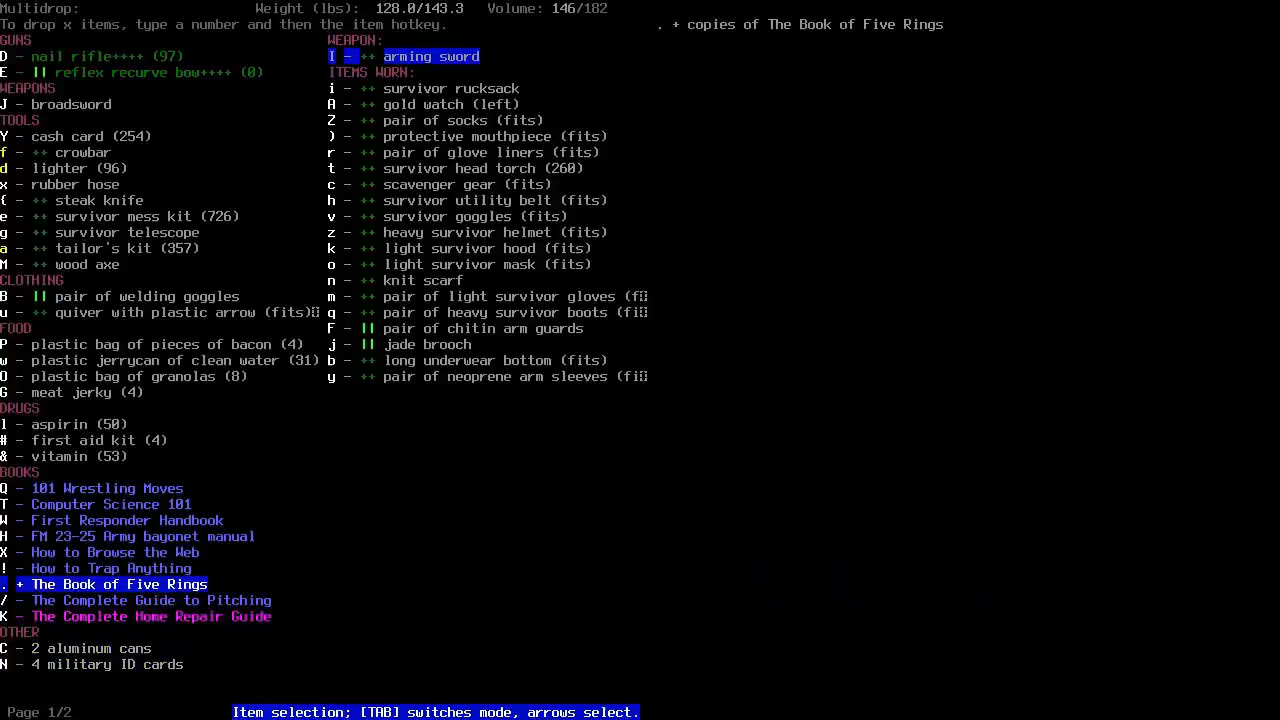 Multidrop: Weight (lbs): 128.0/143.3 Volume: 146/182
To drop x items, type a number and then the item hotkey. . + copies of The Book of Five Rings
GUNS
D - nail rifle++++ (97)
E - || reflex recurve bow++++ (0)
WEAPONS
J - broadsword
TOOLS
Y - cash card (254)
f - ++ crowbar
d - lighter (96)
x - rubber hose
{ - ++ steak knife
e - ++ survivor mess kit (726)
g - ++ survivor telescope
a - ++ tailor's kit (357)
M - ++ wood axe
CLOTHING
B - || pair of welding goggles
u - ++ quiver with plastic arrow (fits)
FOOD
P - plastic bag of pieces of bacon (4)
w - plastic jerrycan of clean water (31)
O - plastic bag of granolas (8)
G - meat jerky (4)
DRUGS
l - aspirin (50)
# - first aid kit (4)
& - vitamin (53)
BOOKS
Q - 101 Wrestling Moves
T - Computer Science 101
W - First Responder Handbook
H - FM 23-25 Army bayonet manual
X - How to Browse the Web
! - How to Trap Anything
. + The Book of Five Rings
/ - The Complete Guide to Pitching
K - The Complete Home Repair Guide
OTHER
C - 2 aluminum cans
N - 4 military ID cards
WEAPON:
I - ++ arming sword
ITEMS WORN:
i - ++ survivor rucksack
A - ++ gold watch (left)
Z - ++ pair of socks (fits)
) - ++ protective mouthpiece (fits)
r - ++ pair of glove liners (fits)
t - ++ survivor head torch (260)
c - ++ scavenger gear (fits)
h - ++ survivor utility belt (fits)
v - ++ survivor goggles (fits)
z - ++ heavy survivor helmet (fits)
k - ++ light survivor hood (fits)
o - ++ light survivor mask (fits)
n - ++ knit scarf
m - ++ pair of light survivor gloves (fi
q - ++ pair of heavy survivor boots (fi
F - || pair of chitin arm guards
j - || jade brooch
b - ++ long underwear bottom (fits)
y - ++ pair of neoprene arm sleeves (fi
Page 1/2 Item selection; [TAB] switches mode, arrows select.